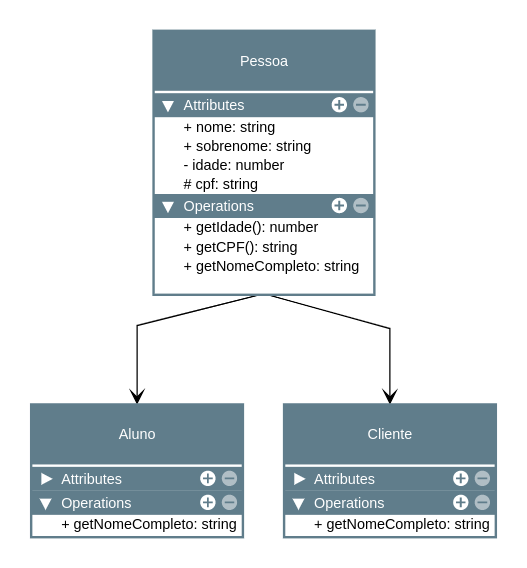 Pessoa
Attributes
+ nome: string
+ sobrenome: string
- idade: number
# cpf: string
Operations
+ getIdade(): number
+ getCPF(): string
+ getNomeCompleto: string
Aluno
Attributes
Operations
+ getNomeCompleto: string
Cliente
Attributes
Operations
+ getNomeCompleto: string